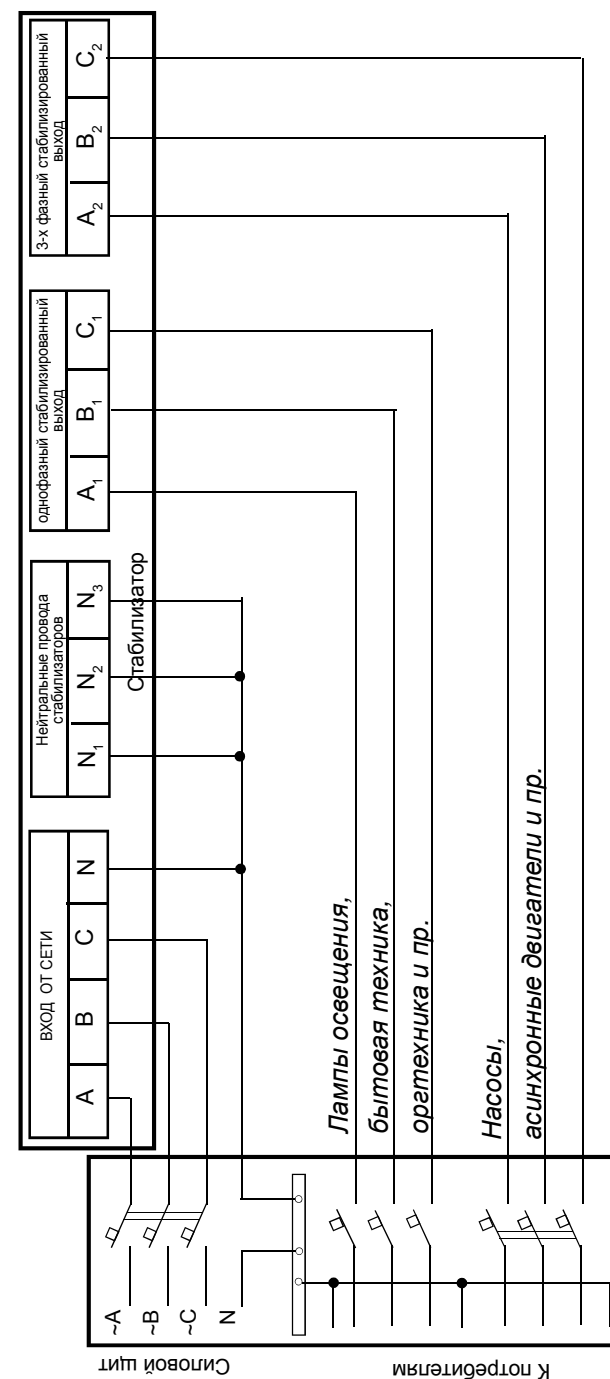 ВХОД ОТ СЕТИ
A B C N
Нейтральные провода
стабилизаторов
N₁ N₂ N₃
однофазный стабилизированный
выход
A₁ B₁ C₁
3-х фазный стабилизированный
выход
A₂ B₂ C₂
Стабилизатор
~A
~B
~C
N
Силовой щит
Лампы освещения,
бытовая техника,
оргтехника и пр.
Насосы,
асинхронные двигатели и пр.
К потребителям